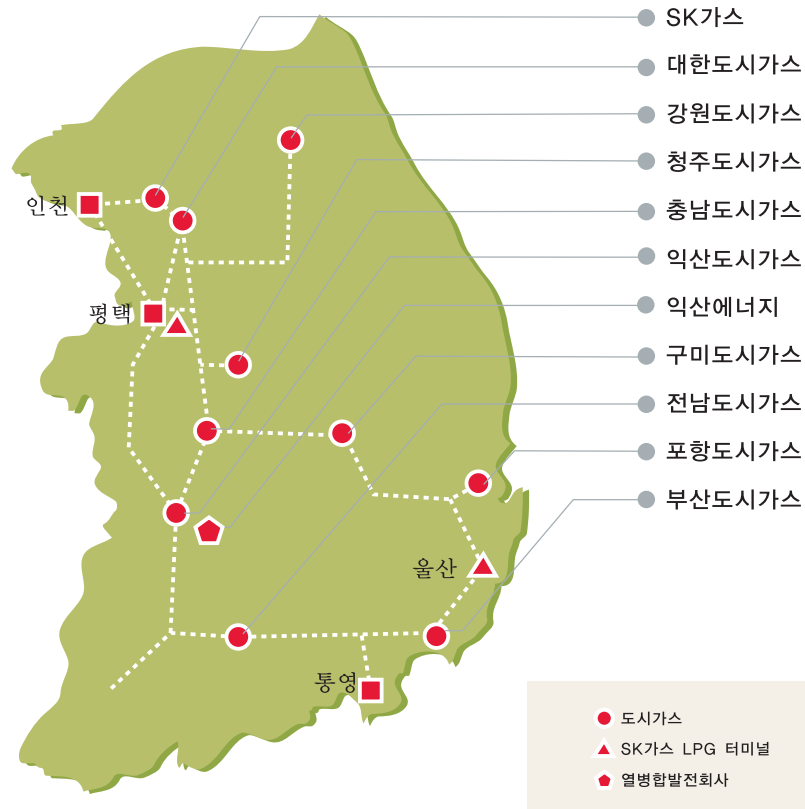 SK가스
대한도시가스
강원도시가스
청주도시가스
충남도시가스
익산도시가스
익산에너지
구미도시가스
전남도시가스
포항도시가스
부산도시가스
인천
평택
울산
통영
도시가스
SK가스 LPG 터미널
열병합발전회사